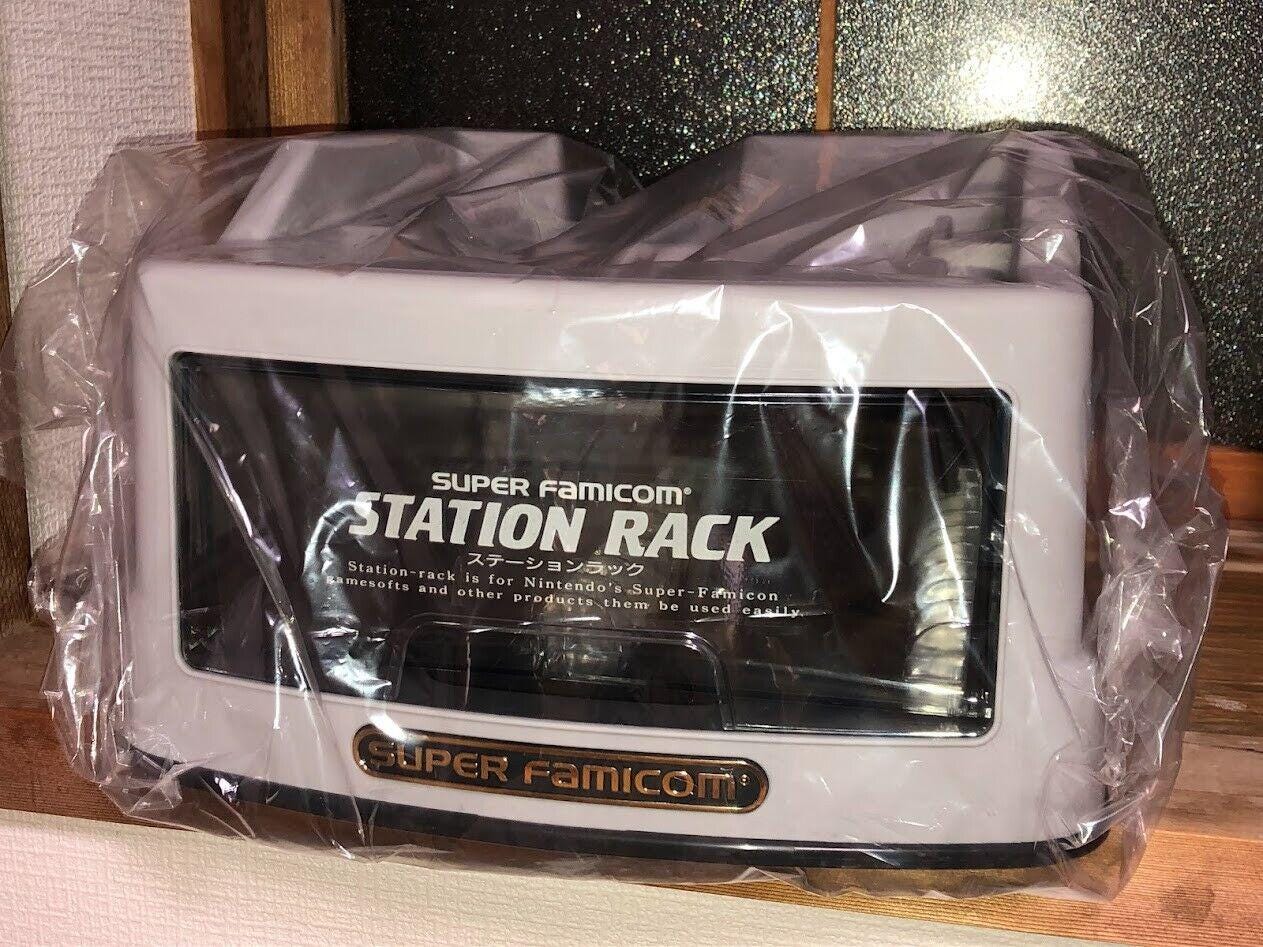 SUPER FAMICOM®
STATION RACK
ステーションラック
Station-rack is for Nintendo's Super-Famicon
gamesofts and other products them be used easily.
SUPER FAMICOM®